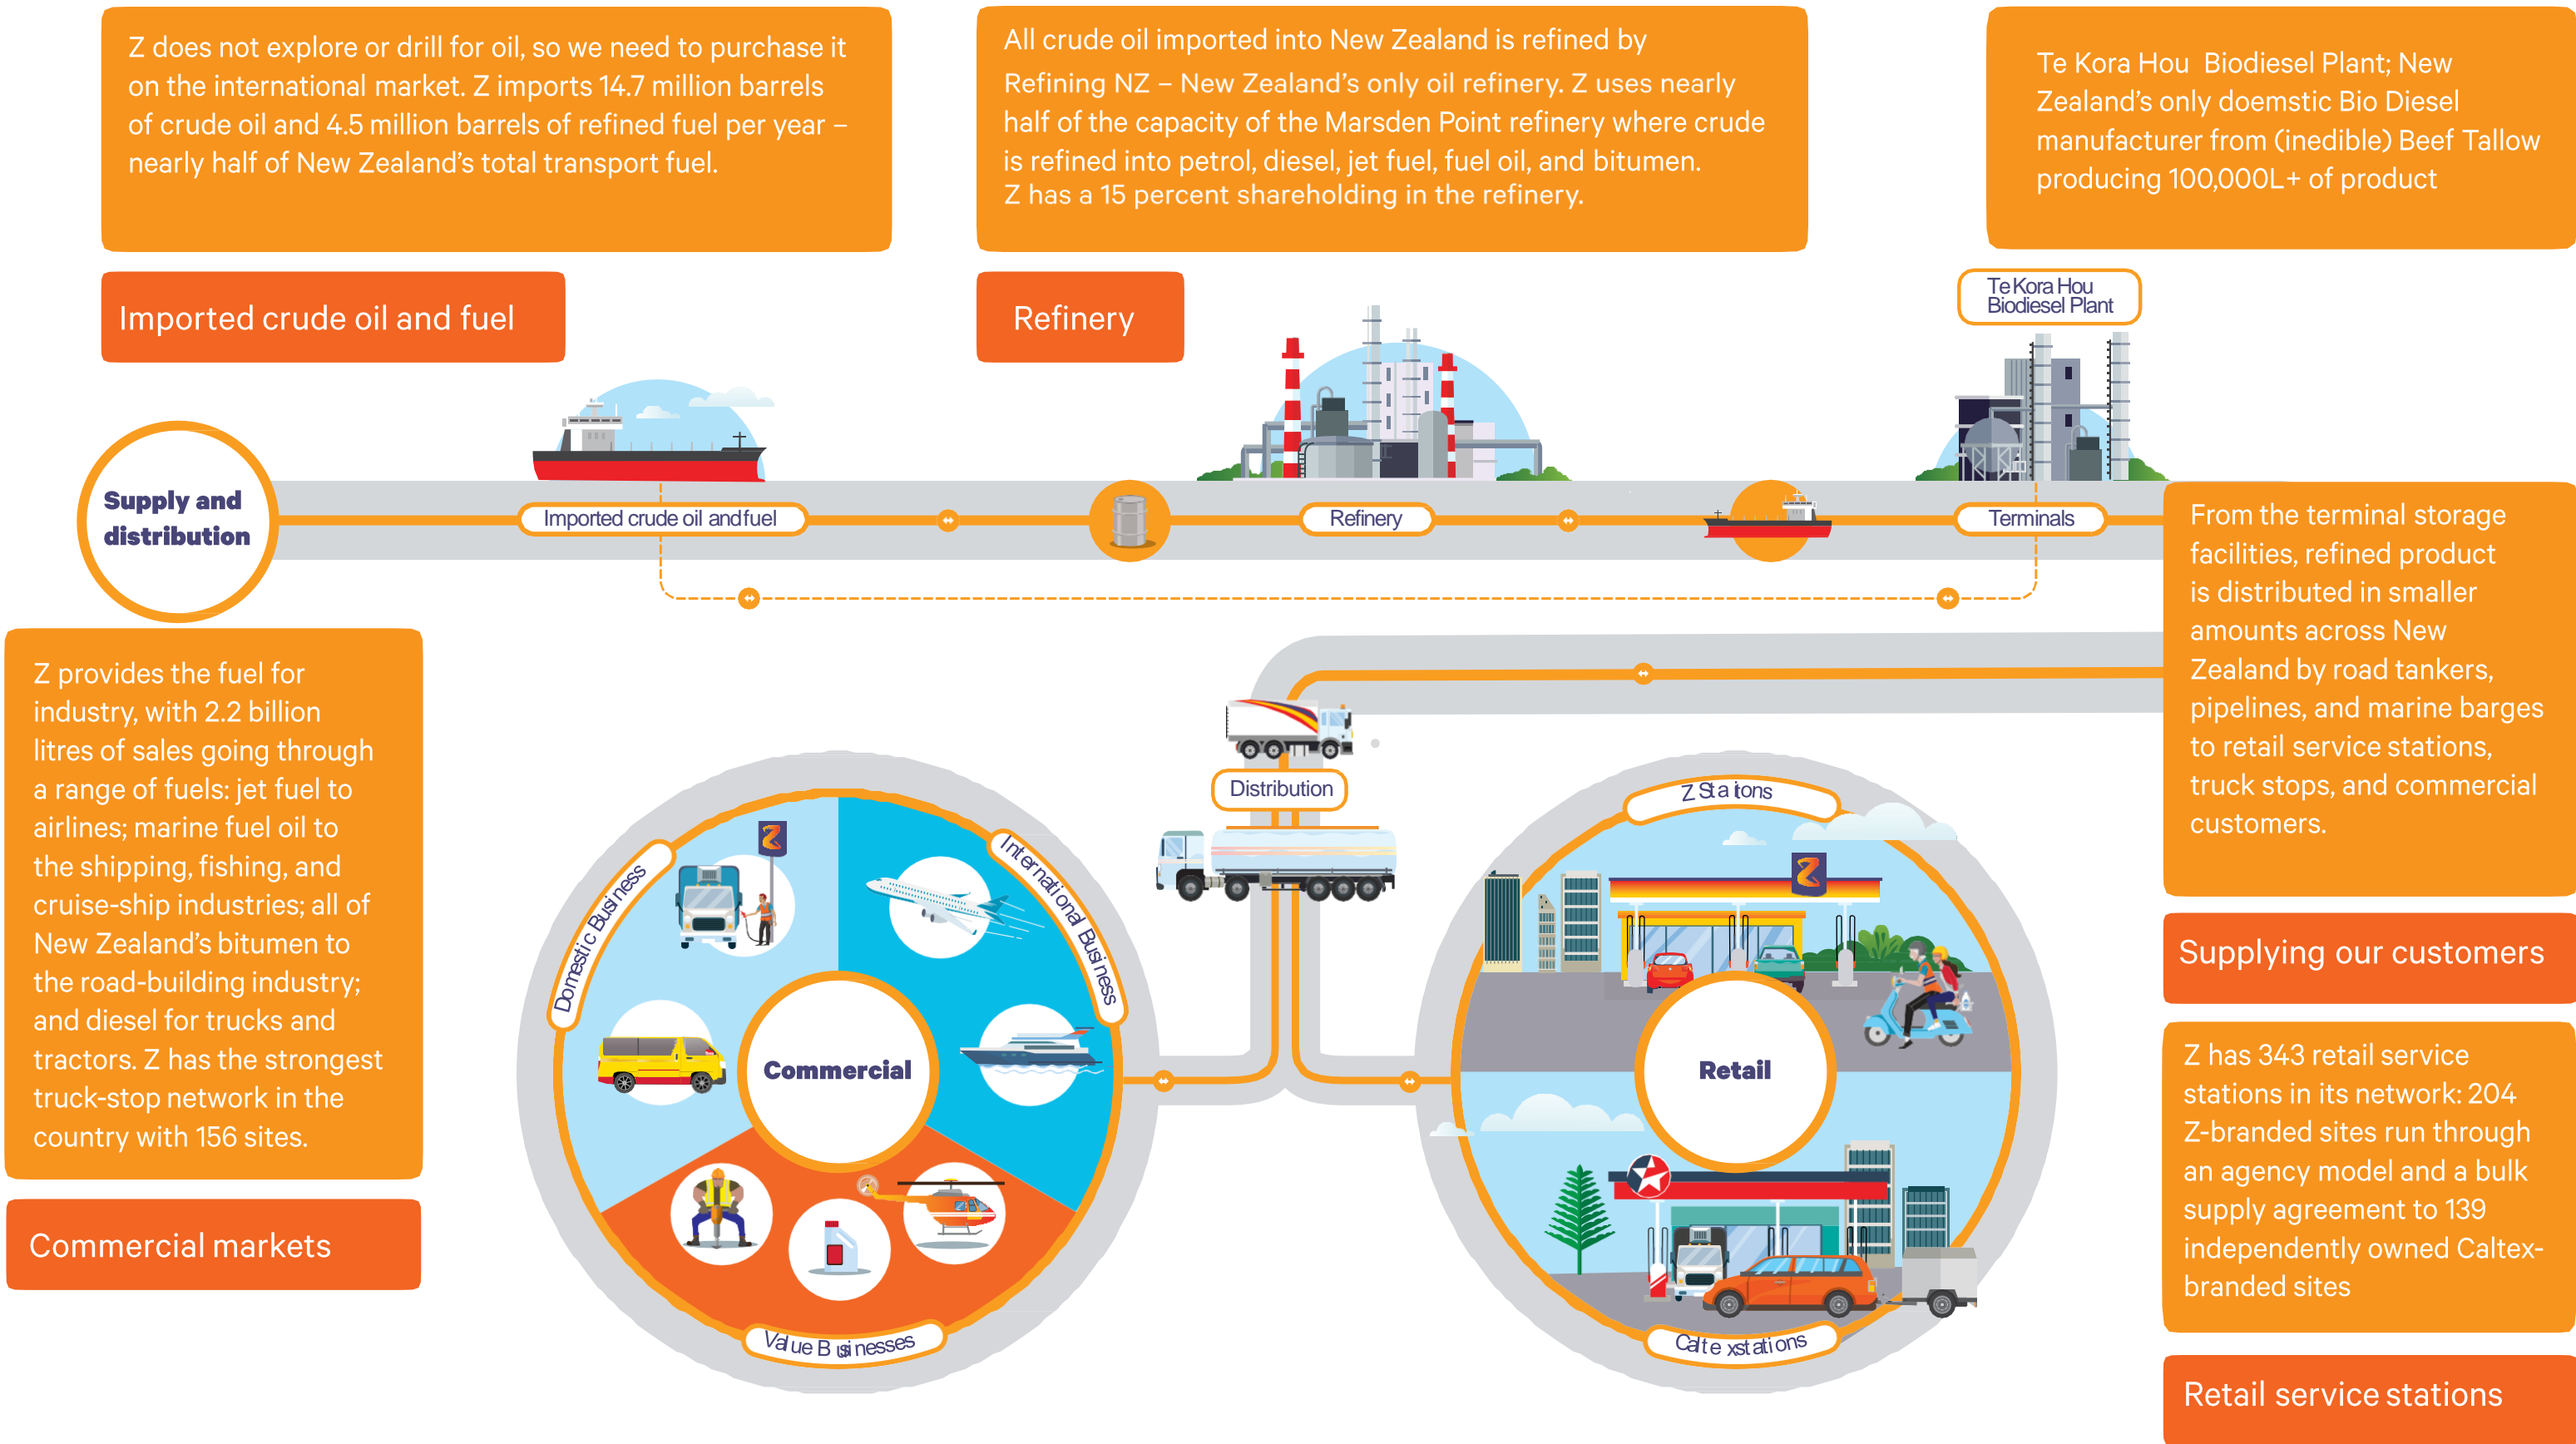 Z does not explore or drill for oil, so we need to purchase it
on the international market. Z imports 14.7 million barrels
of crude oil and 4.5 million barrels of refined fuel per year –
nearly half of New Zealand's total transport fuel.
All crude oil imported into New Zealand is refined by
Refining NZ – New Zealand's only oil refinery. Z uses nearly
half of the capacity of the Marsden Point refinery where crude
is refined into petrol, diesel, jet fuel, fuel oil, and bitumen.
Z has a 15 percent shareholding in the refinery.
Te Kora Hou Biodiesel Plant; New
Zealand's only doemstic Bio Diesel
manufacturer from (inedible) Beef Tallow
producing 100,000L+ of product
Imported crude oil and fuel
Refinery
Te Kora Hou
Biodiesel Plant
Supply and
distribution
Imported crude oil and fuel
Refinery
Terminals
From the terminal storage
facilities, refined product
is distributed in smaller
amounts across New
Zealand by road tankers,
pipelines, and marine barges
to retail service stations,
truck stops, and commercial
customers.
Supplying our customers
Z provides the fuel for
industry, with 2.2 billion
litres of sales going through
a range of fuels: jet fuel to
airlines; marine fuel oil to
the shipping, fishing, and
cruise-ship industries; all of
New Zealand's bitumen to
the road-building industry;
and diesel for trucks and
tractors. Z has the strongest
truck-stop network in the
country with 156 sites.
Commercial markets
Distribution
Domestic Business
International Business
Commercial
Value Businesses
Z Stations
Z
Z
Retail
Caltex stations
Z has 343 retail service
stations in its network: 204
Z-branded sites run through
an agency model and a bulk
supply agreement to 139
independently owned Caltex-
branded sites
Retail service stations